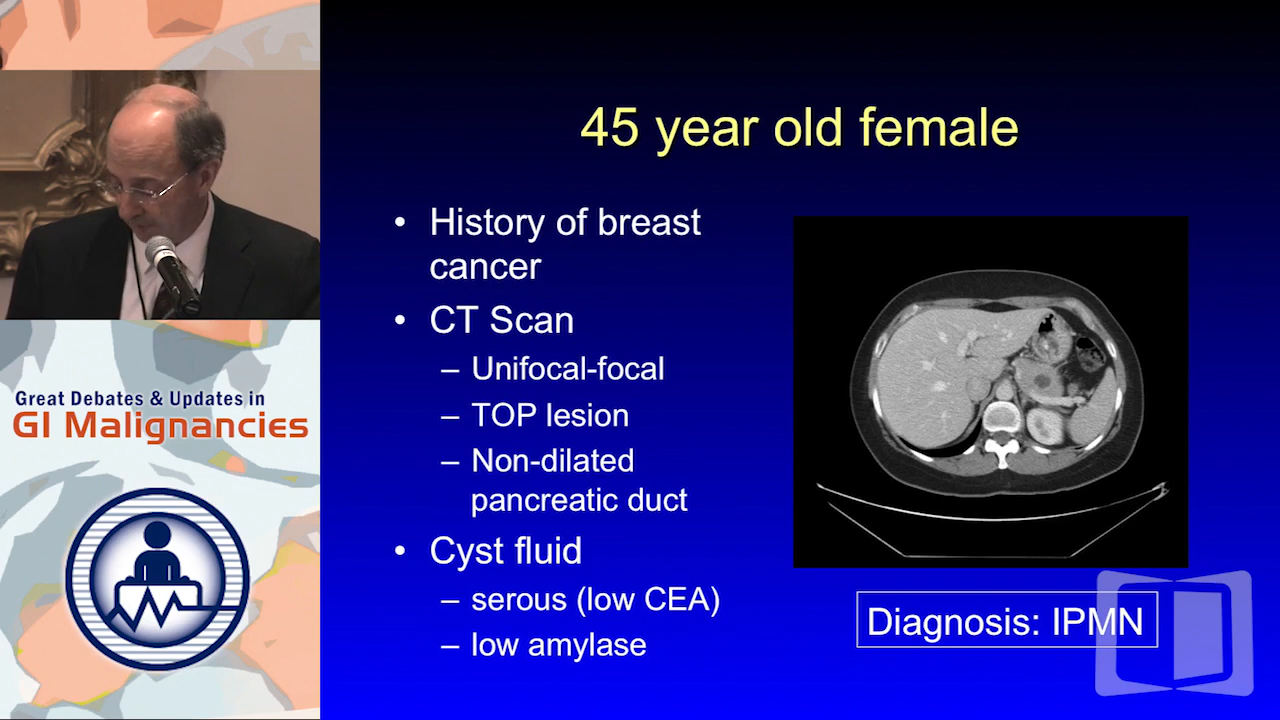 45 year old female
• History of breast
cancer
• CT Scan
– Unifocal-focal
– TOP lesion
– Non-dilated
pancreatic duct
• Cyst fluid
– serous (low CEA)
– low amylase
Diagnosis: IPMN
Great Debates & Updates in
GI Malignancies